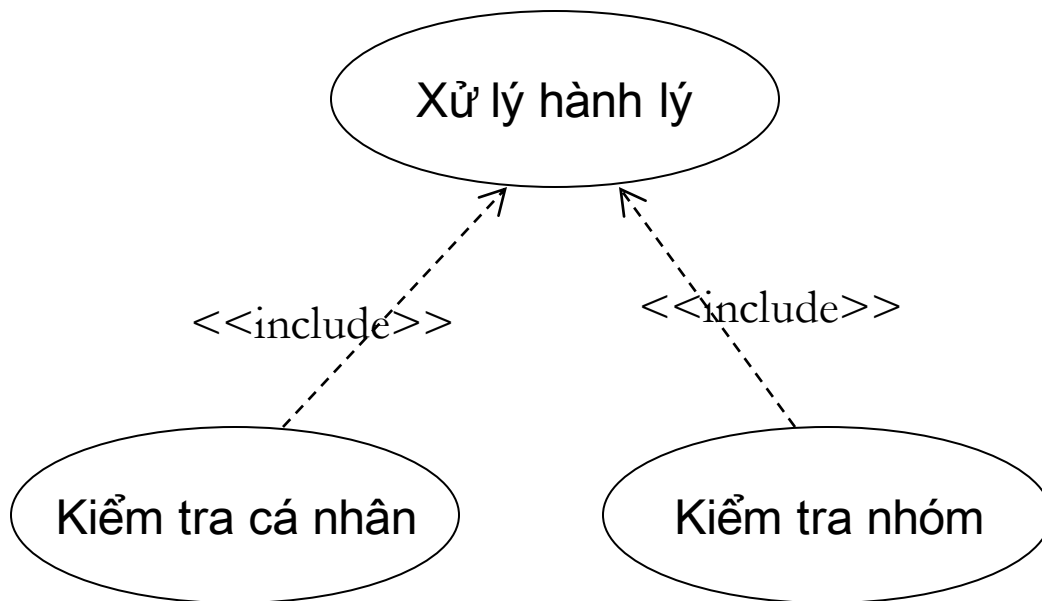 Xử lý hành lý
<<include>>
<<include>>
Kiểm tra cá nhân
Kiểm tra nhóm